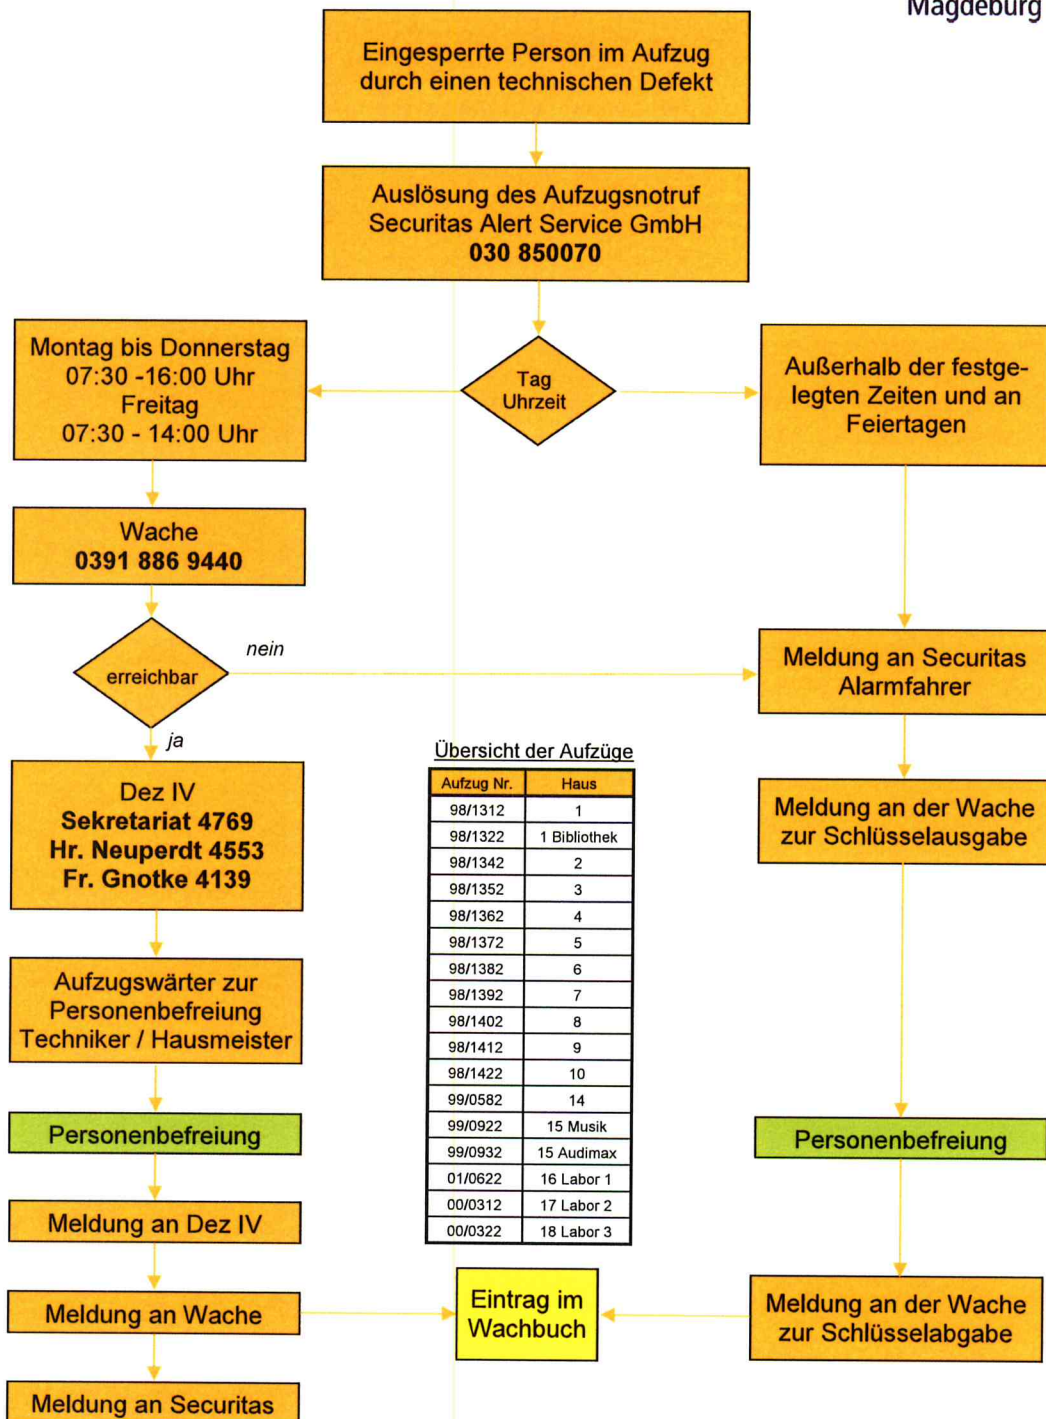 Magdeburg
Eingesperrte Person im Aufzug
durch einen technischen Defekt
Auslösung des Aufzugsnotruf
Securitas Alert Service GmbH
030 850070
Tag
Uhrzeit
Montag bis Donnerstag
07:30 -16:00 Uhr
Freitag
07:30 - 14:00 Uhr
Außerhalb der festge-
legten Zeiten und an
Feiertagen
Wache
0391 886 9440
erreichbar
nein
ja
Meldung an Securitas
Alarmfahrer
Dez IV
Sekretariat 4769
Hr. Neuperdt 4553
Fr. Gnotke 4139
Meldung an der Wache
zur Schlüsselausgabe
Aufzugswärter zur
Personenbefreiung
Techniker / Hausmeister
Übersicht der Aufzüge
Aufzug Nr. Haus
98/1312 1
98/1322 1 Bibliothek
98/1342 2
98/1352 3
98/1362 4
98/1372 5
98/1382 6
98/1392 7
98/1402 8
98/1412 9
98/1422 10
99/0582 14
99/0922 15 Musik
99/0932 15 Audimax
01/0622 16 Labor 1
00/0312 17 Labor 2
00/0322 18 Labor 3
Personenbefreiung
Personenbefreiung
Meldung an Dez IV
Meldung an Wache
Eintrag im
Wachbuch
Meldung an der Wache
zur Schlüsselabgabe
Meldung an Securitas